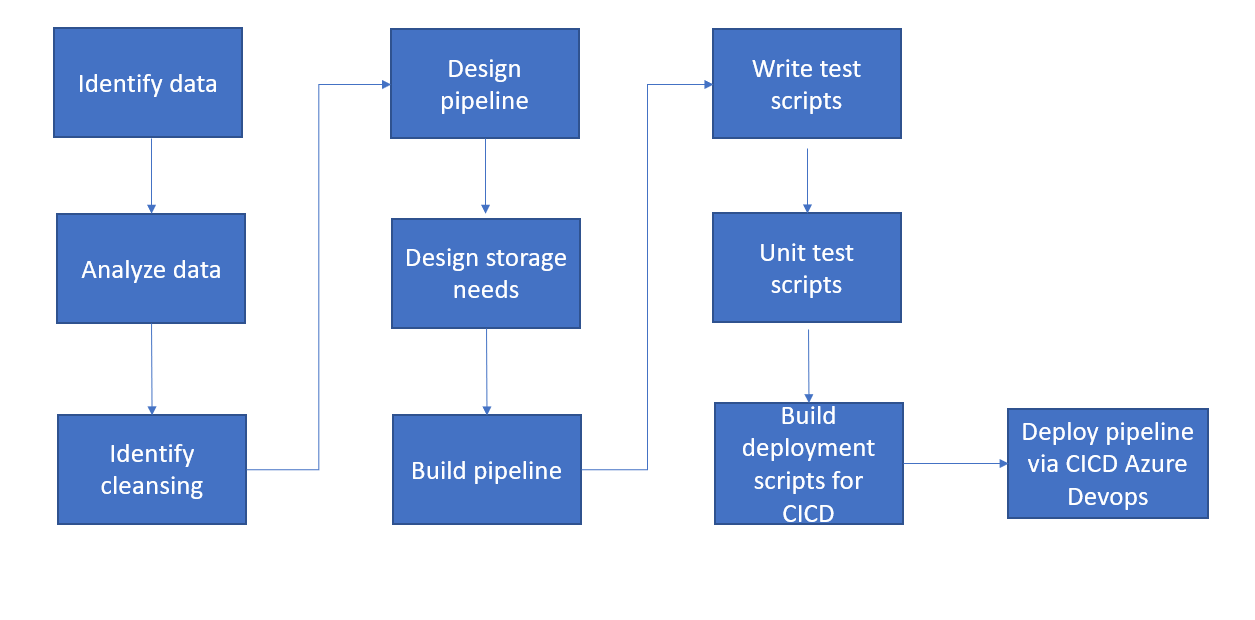 Identify data
Analyze data
Identify
cleansing
Design
pipeline
Design storage
needs
Build pipeline
Write test
scripts
Unit test
scripts
Build
deployment
scripts for
CICD
Deploy pipeline
via CICD Azure
Devops